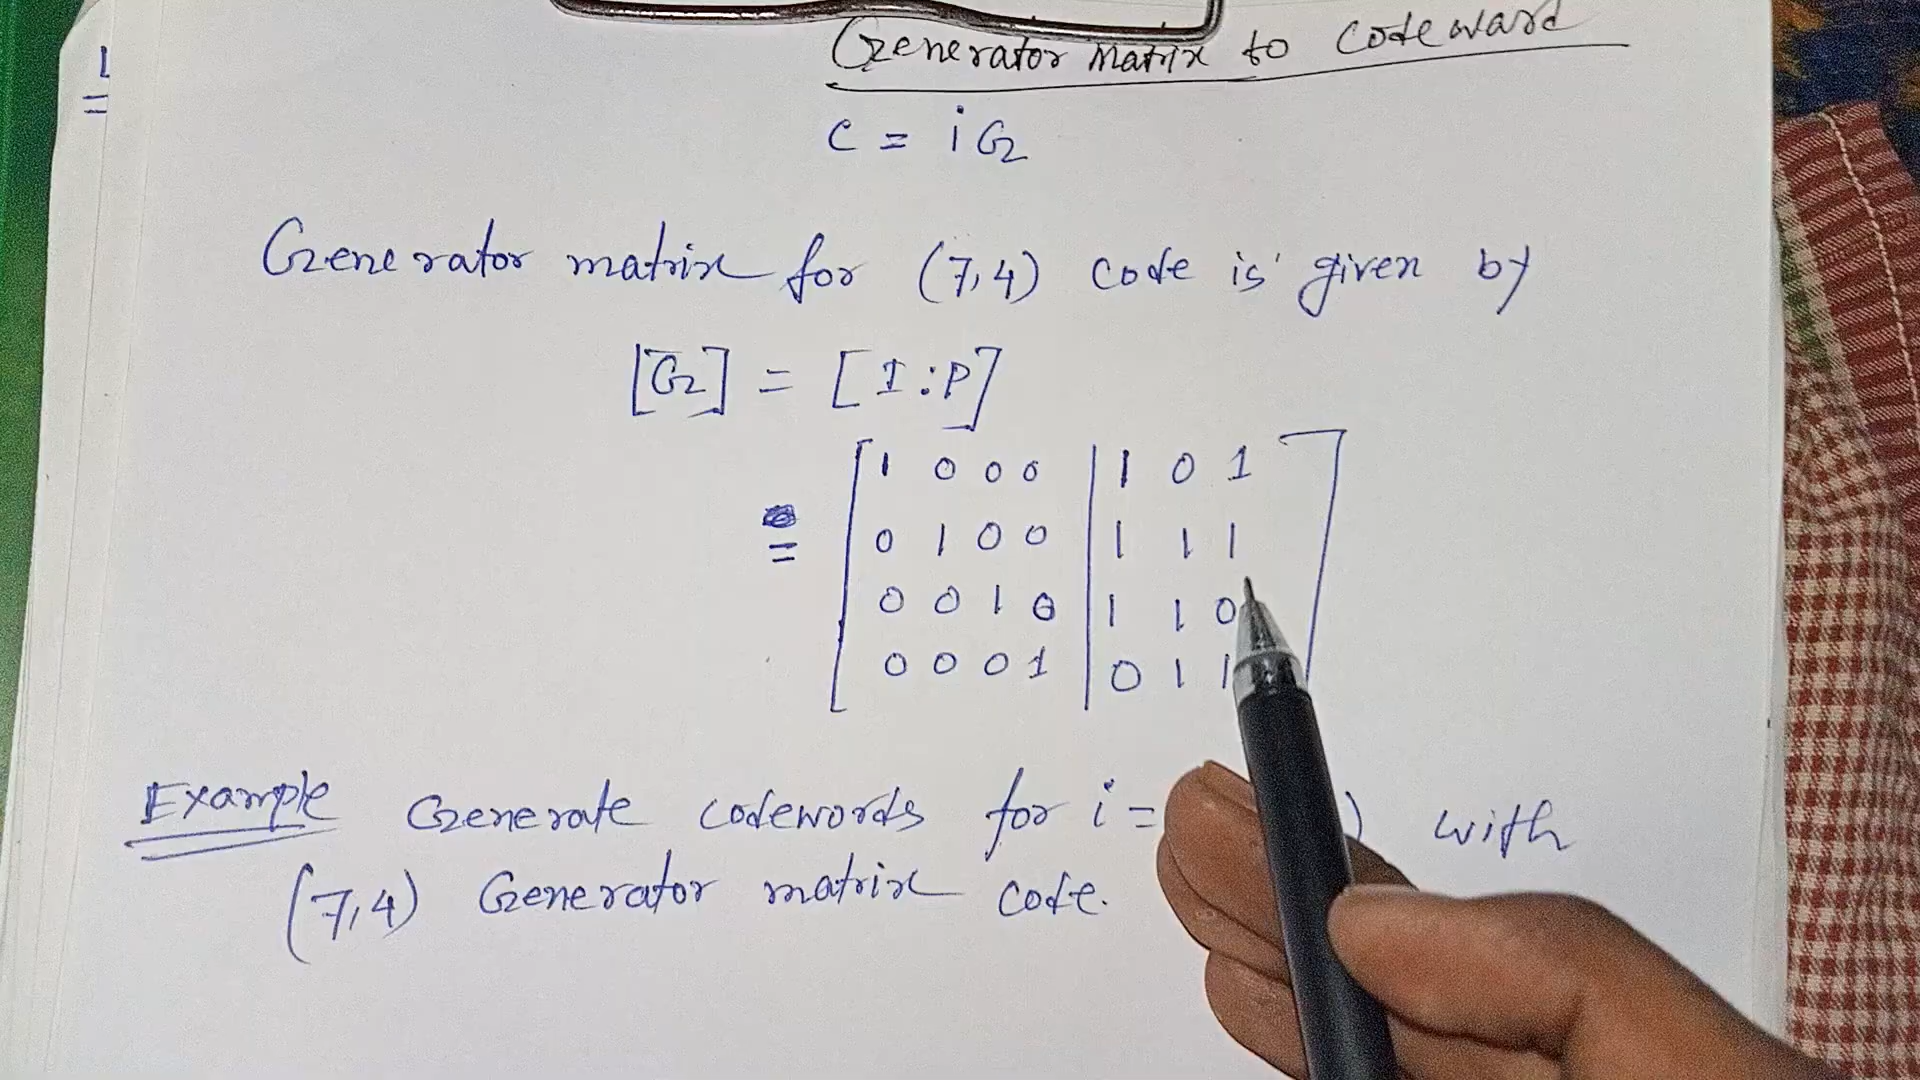 Generator Matrix to Codeward
C = i G
Generator matrix for (7,4) code is given by
[G] = [I:P]
= [1 0 0 0 | 1 0 1
0 1 0 0 | 1 1 1
0 0 1 0 | 1 1 0
0 0 0 1 | 0 1 1]
Example Generate codewords for i = ) with
(7,4) Generator matrix code.